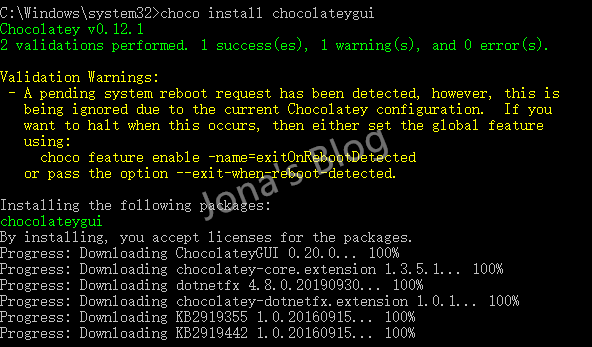 C:\Windows\system32>choco install chocolateygui
Chocolatey v0.12.1
2 validations performed. 1 success(es), 1 warning(s), and 0 error(s).
Validation Warnings:
- A pending system reboot request has been detected, however, this is
being ignored due to the current Chocolatey configuration. If you
want to halt when this occurs, then either set the global feature
using:
choco feature enable -name=exitOnRebootDetected
or pass the option --exit-when-reboot-detected.
Jona's Blog
Installing the following packages:
chocolateygui
By installing, you accept licenses for the packages.
Progress: Downloading ChocolateyGUI 0.20.0... 100%
Progress: Downloading chocolatey-core.extension 1.3.5.1... 100%
Progress: Downloading dotnetfx 4.8.0.20190930... 100%
Progress: Downloading chocolatey-dotnetfx.extension 1.0.1... 100%
Progress: Downloading KB2919355 1.0.20160915... 100%
Progress: Downloading KB2919442 1.0.20160915... 100%